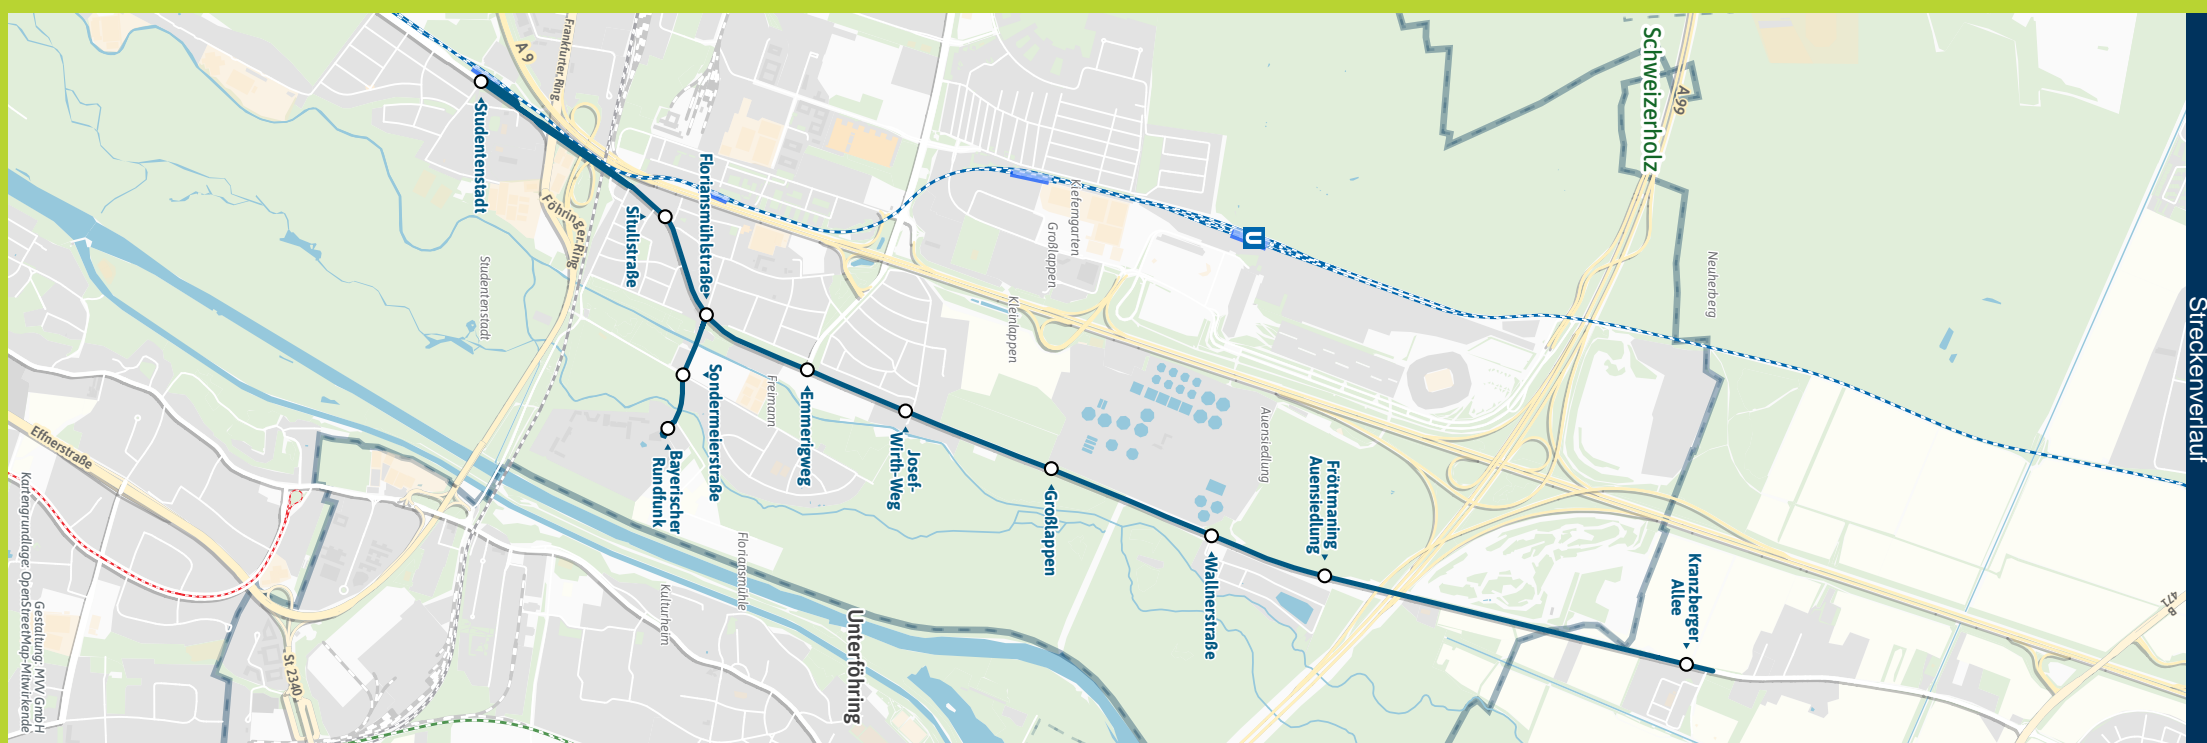 Streckenverlauf
Schweizerholz
A 99
Neuherberg
B
471
A 9
Frankfurter Ring
Föhringer Ring
Studentenstadt
Studentenstadt
Situlistraße
Floriansmühlstraße
Sondermeierstraße
Bayerischer
Rundfunk
Freimann
Emmerigweg
Josef-
Wirth-Weg
Großlappen
Wallnerstraße
Fröttmaning
Auensiedlung
Kranzberger
Allee
Kieferngarten
Großlappen
Kleinlappen
Auensiedlung
U
Floriansmühle
Kulturheim
Unterföhring
Effnerstraße
St 2340
Gestaltung: MVV GmbH
Kartengrundlage: OpenStreetMap-Mitwirkende